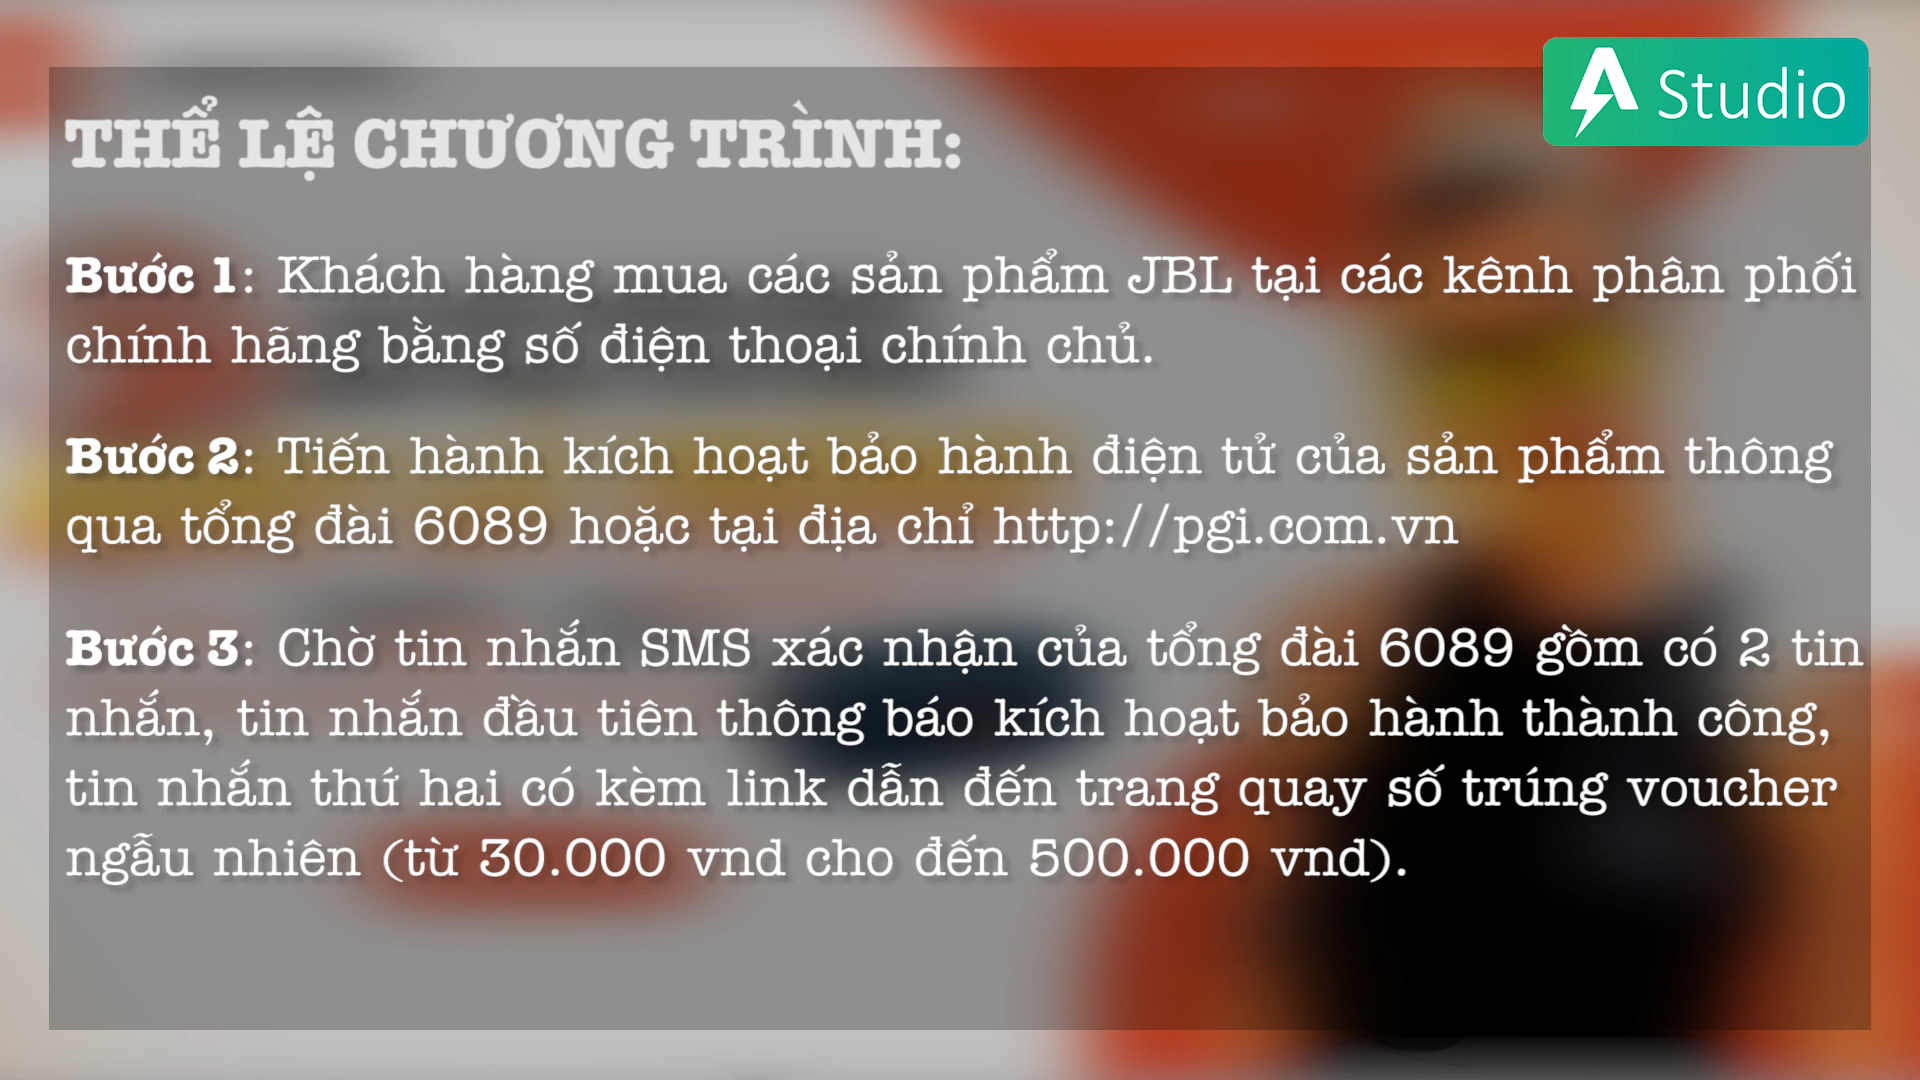 Studio
THỂ LỆ CHƯƠNG TRÌNH:
Bước 1: Khách hàng mua các sản phẩm JBL tại các kênh phân phối
chính hãng bằng số điện thoại chính chủ.
Bước 2: Tiến hành kích hoạt bảo hành điện tử của sản phẩm thông
qua tổng đài 6089 hoặc tại địa chỉ http://pgi.com.vn
Bước 3: Chờ tin nhắn SMS xác nhận của tổng đài 6089 gồm có 2 tin
nhắn, tin nhắn đầu tiên thông báo kích hoạt bảo hành thành công,
tin nhắn thứ hai có kèm link dẫn đến trang quay số trúng voucher
ngẫu nhiên (từ 30.000 vnd cho đến 500.000 vnd).